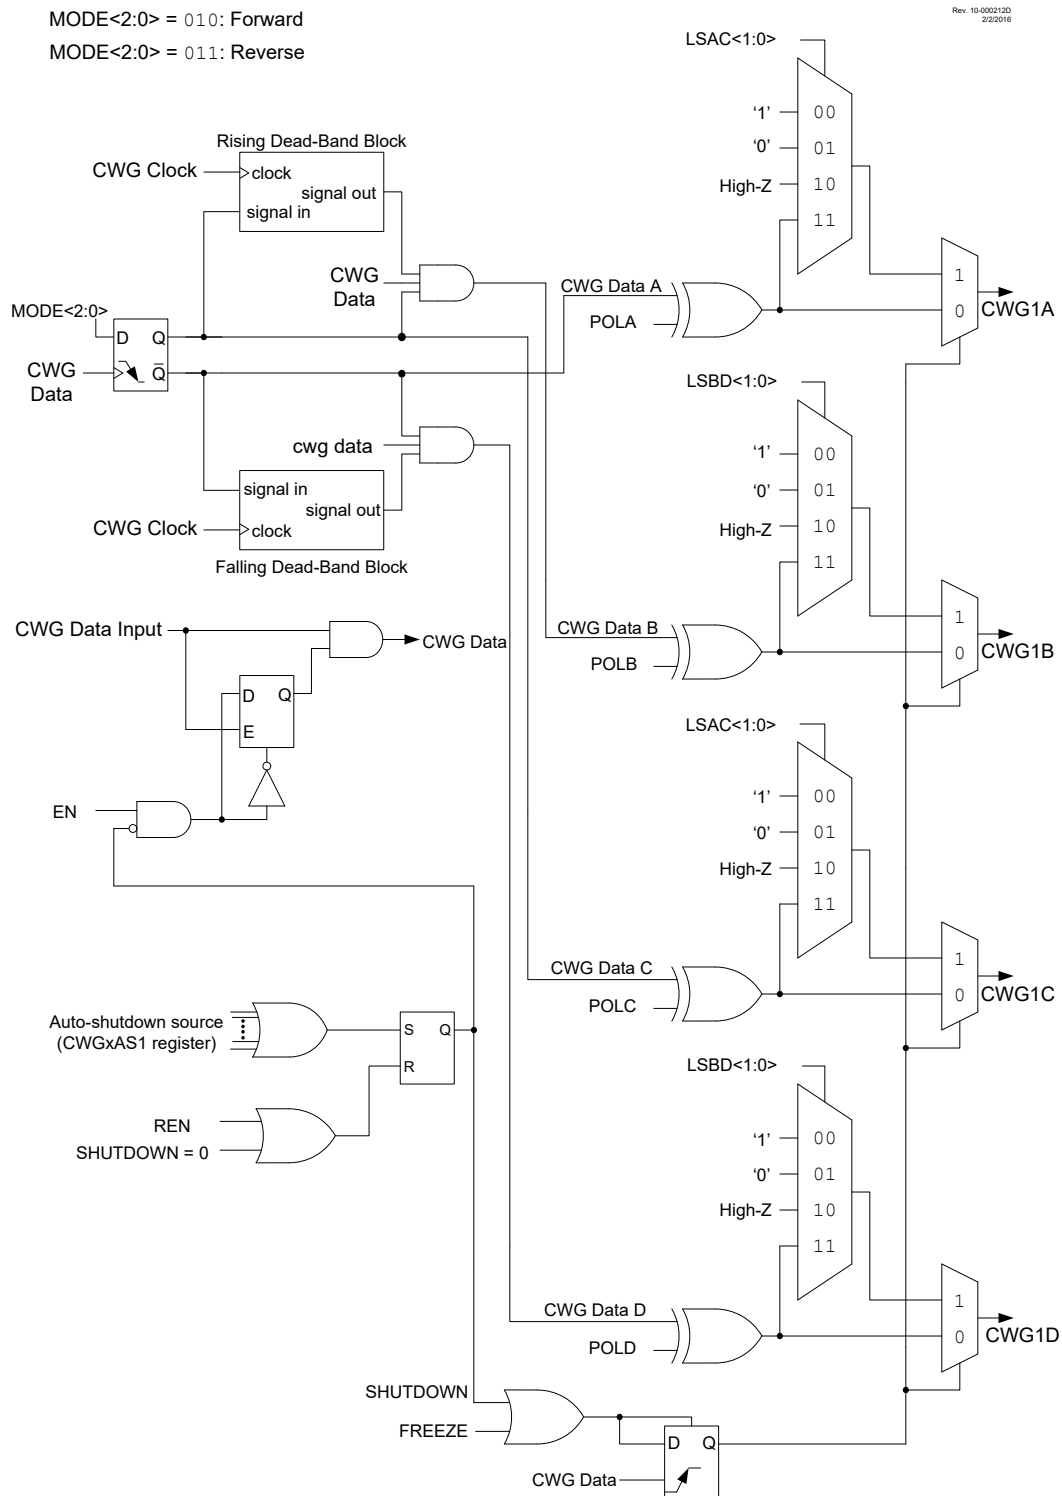 MODE<2:0> = 010: Forward
MODE<2:0> = 011: Reverse
Rev. 10-000212D
2/2/2016
Rising Dead-Band Block
CWG Clock
clock
signal out
signal in
CWG
Data
MODE<2:0>
D Q
CWG
Data
Q
cwg data
signal in
signal out
CWG Clock
clock
Falling Dead-Band Block
CWG Data Input
CWG Data
D Q
E
EN
Auto-shutdown source
(CWGxAS1 register)
S Q
R
REN
SHUTDOWN = 0
SHUTDOWN
FREEZE
D Q
CWG Data
LSAC<1:0>
‘1’ 00
‘0’ 01
High-Z 10
11
CWG Data A
POLA
1
0
CWG1A
LSBD<1:0>
‘1’ 00
‘0’ 01
High-Z 10
11
CWG Data B
POLB
1
0
CWG1B
LSAC<1:0>
‘1’ 00
‘0’ 01
High-Z 10
11
CWG Data C
POLC
1
0
CWG1C
LSBD<1:0>
‘1’ 00
‘0’ 01
High-Z 10
11
CWG Data D
POLD
1
0
CWG1D